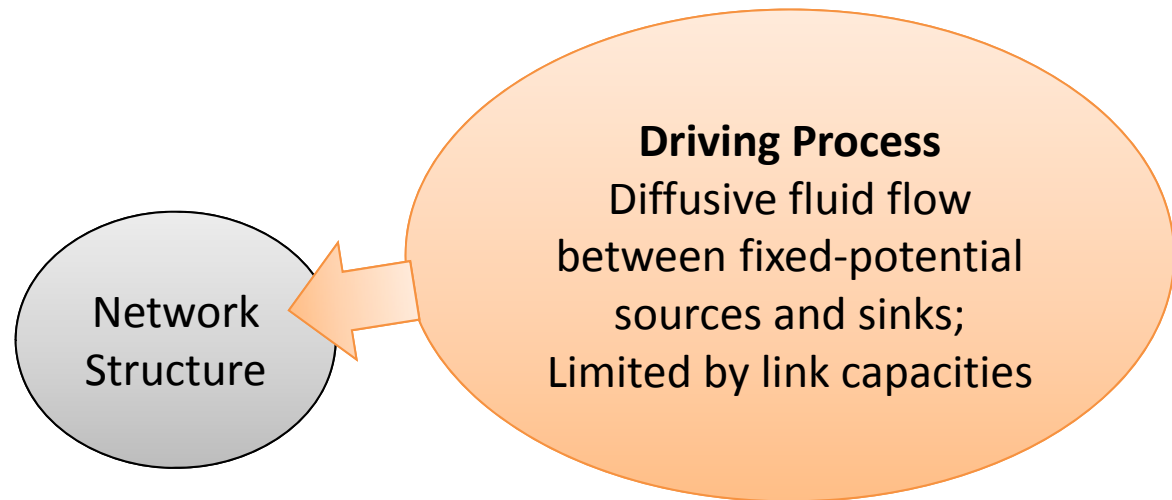 Driving Process
Diffusive fluid flow
between fixed-potential
sources and sinks;
Limited by link capacities
Network
Structure